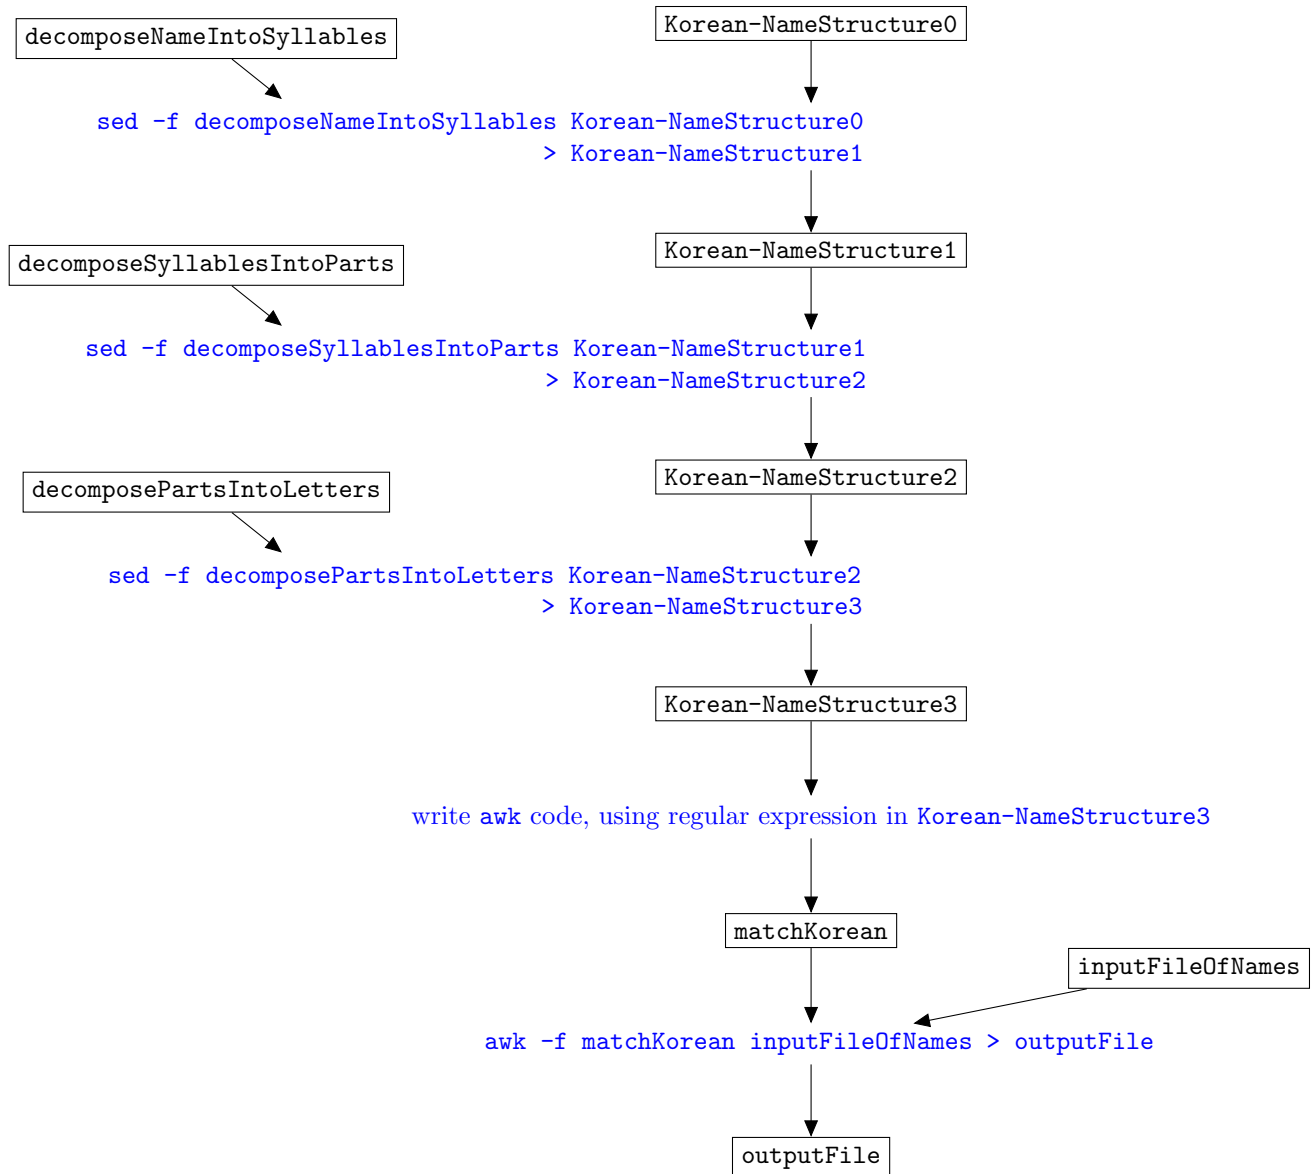 decomposeNameIntoSyllables
Korean-NameStructure0
sed -f decomposeNameIntoSyllables Korean-NameStructure0
> Korean-NameStructure1
decomposeSyllablesIntoParts
Korean-NameStructure1
sed -f decomposeSyllablesIntoParts Korean-NameStructure1
> Korean-NameStructure2
decomposePartsIntoLetters
Korean-NameStructure2
sed -f decomposePartsIntoLetters Korean-NameStructure2
> Korean-NameStructure3
Korean-NameStructure3
write awk code, using regular expression in Korean-NameStructure3
matchKorean
inputFileOfNames
awk -f matchKorean inputFileOfNames > outputFile
outputFile